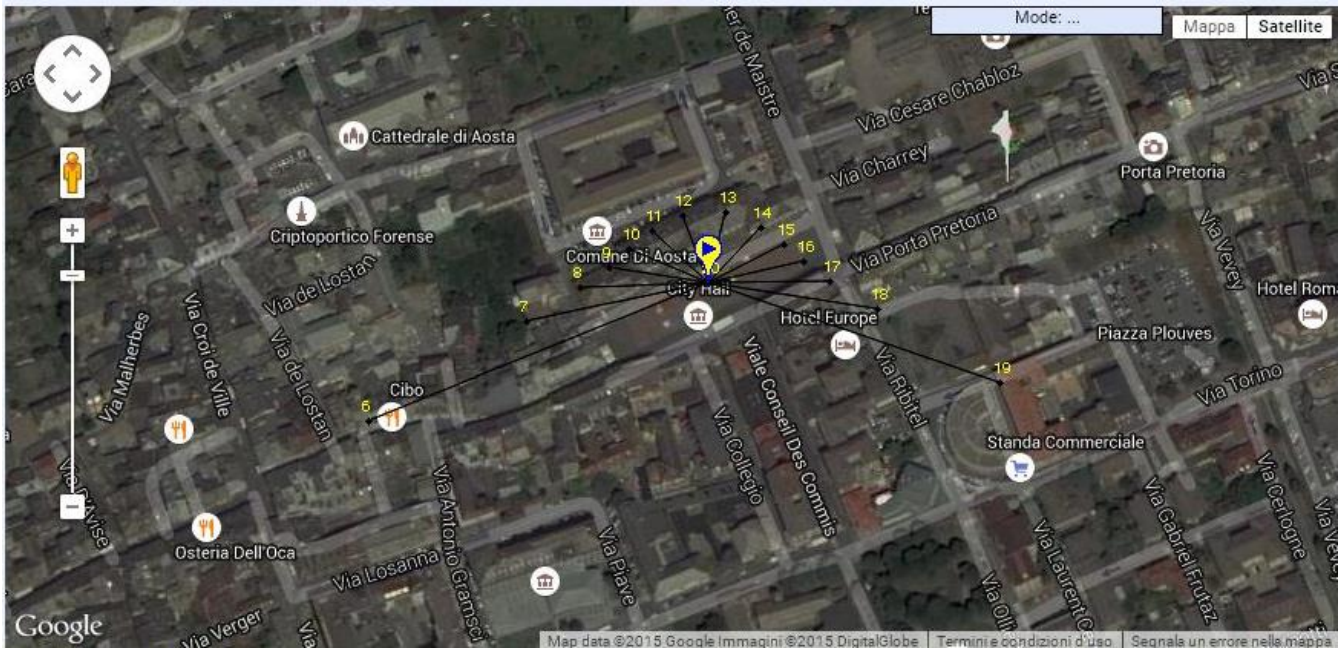 Mode: ...
Mappa
Satellite
Via Cesare Chabloz
Via Charrey
Porta Pretoria
Via Porta Pretoria
Via Vevey
Cattedrale di Aosta
Criptoportico Forense
Via de Lostan
Via Malherbes
Via Croi de Ville
Via de Lostan
12
13
14
11
15
10
16
9
Comune Di Aosta
17
8
City Hall
18
7
Hotel Europe
Hotel Roma
Piazza Plouves
Via Torino
19
Cibo
6
Via Ribitel
Viale Conseil Des Commis
Via Collegio
Standa Commerciale
Via Antonio Gramsci
Osteria Dell'Oca
Via Losanna
Via Piave
Via Gabriel Frutaz
Via Cerlogne
Via Verger
Google
Map data ©2015 Google Immagini ©2015 DigitalGlobe
Termini e condizioni d'uso
Segnala un errore nella mappa